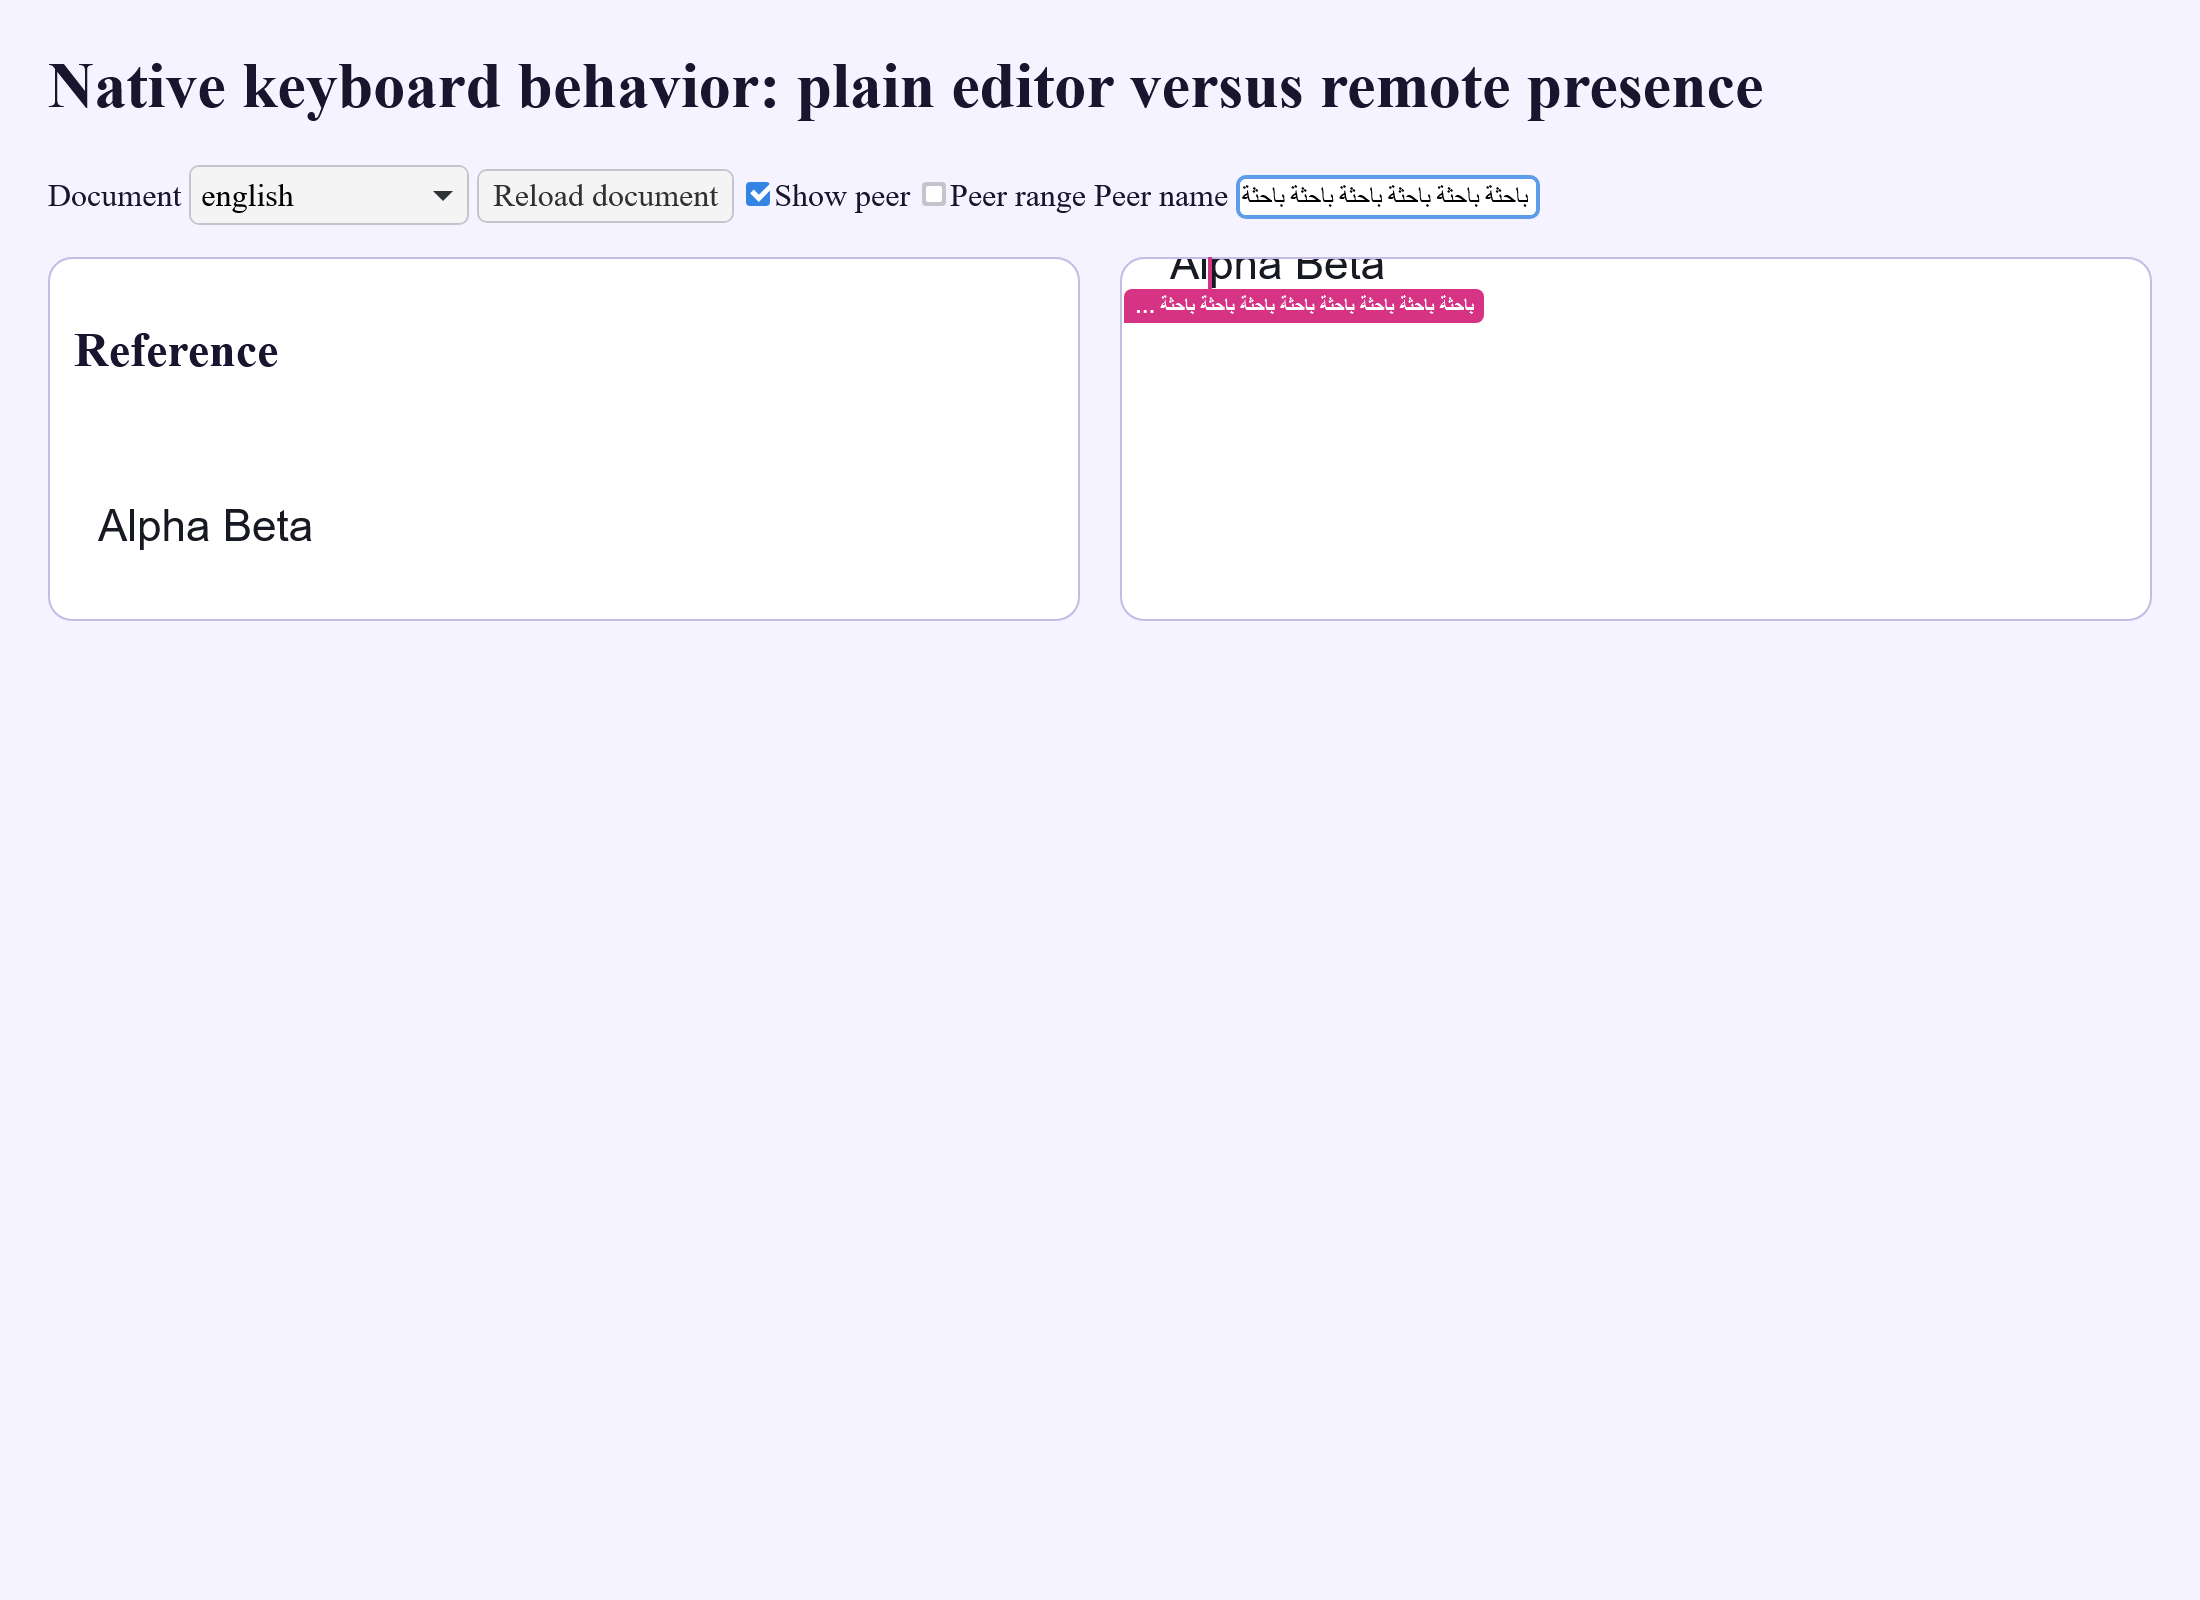 Native keyboard behavior: plain editor versus remote presence
Document english Reload document Show peer Peer range Peer name باحثة باحثة باحثة باحثة باحثة باحثة
Reference
Alpha Beta
Alpha Beta
باحثة باحثة باحثة باحثة باحثة باحثة باحثة باحثة ...